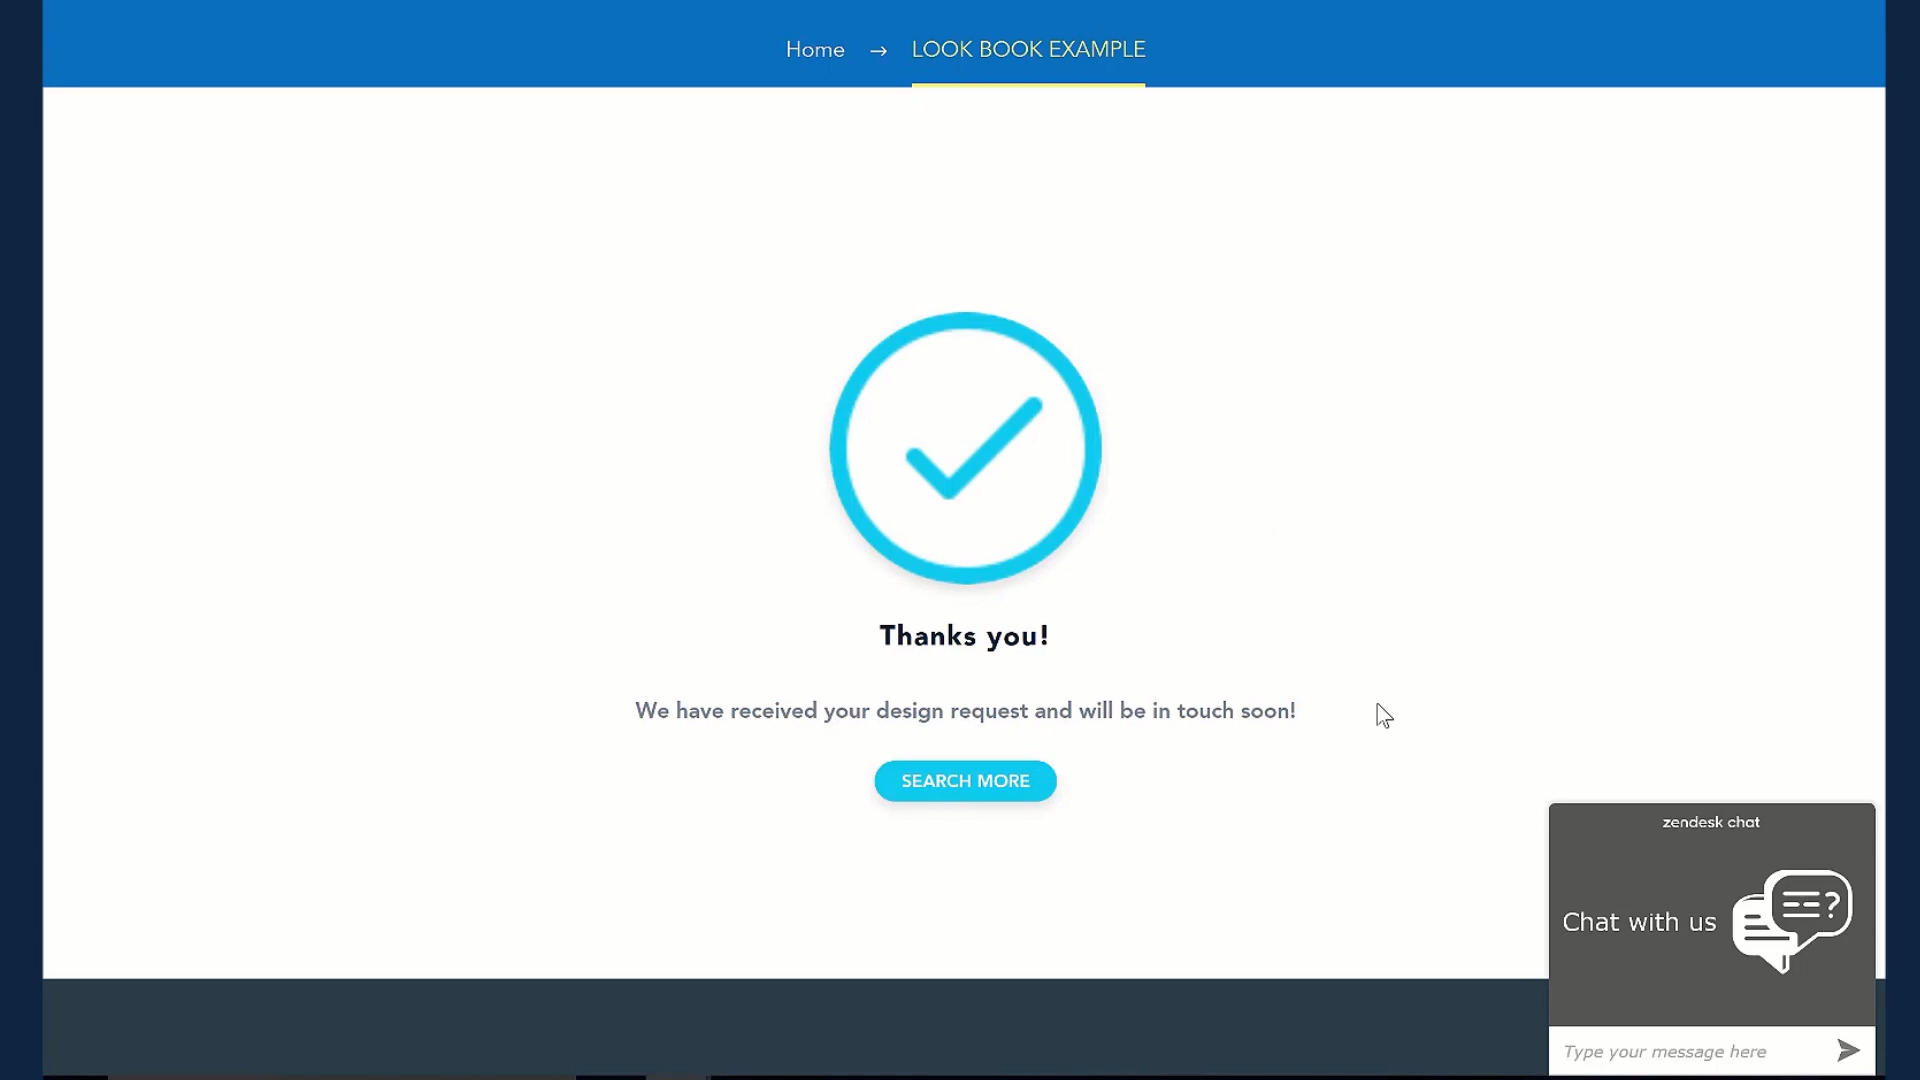 Home → LOOK BOOK EXAMPLE
Thanks you!
We have received your design request and will be in touch soon!
SEARCH MORE
zendesk chat
Chat with us
?
Type your message here